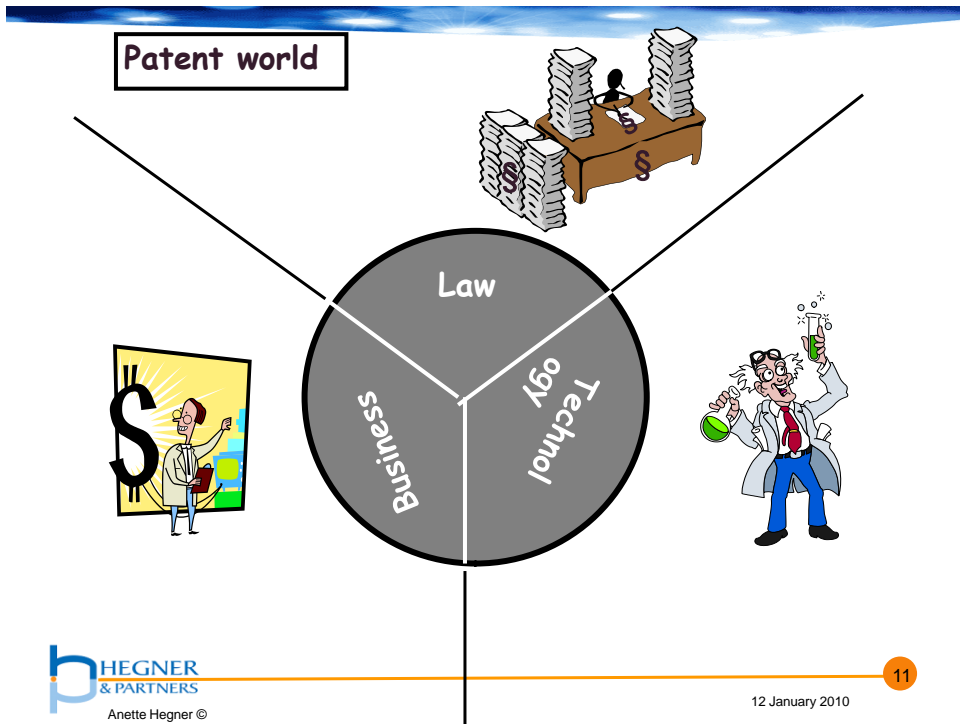 Patent world
§
§
§
Law
Technol
ogy
Business
$
HEGNER
& PARTNERS
Anette Hegner ©
12 January 2010
11